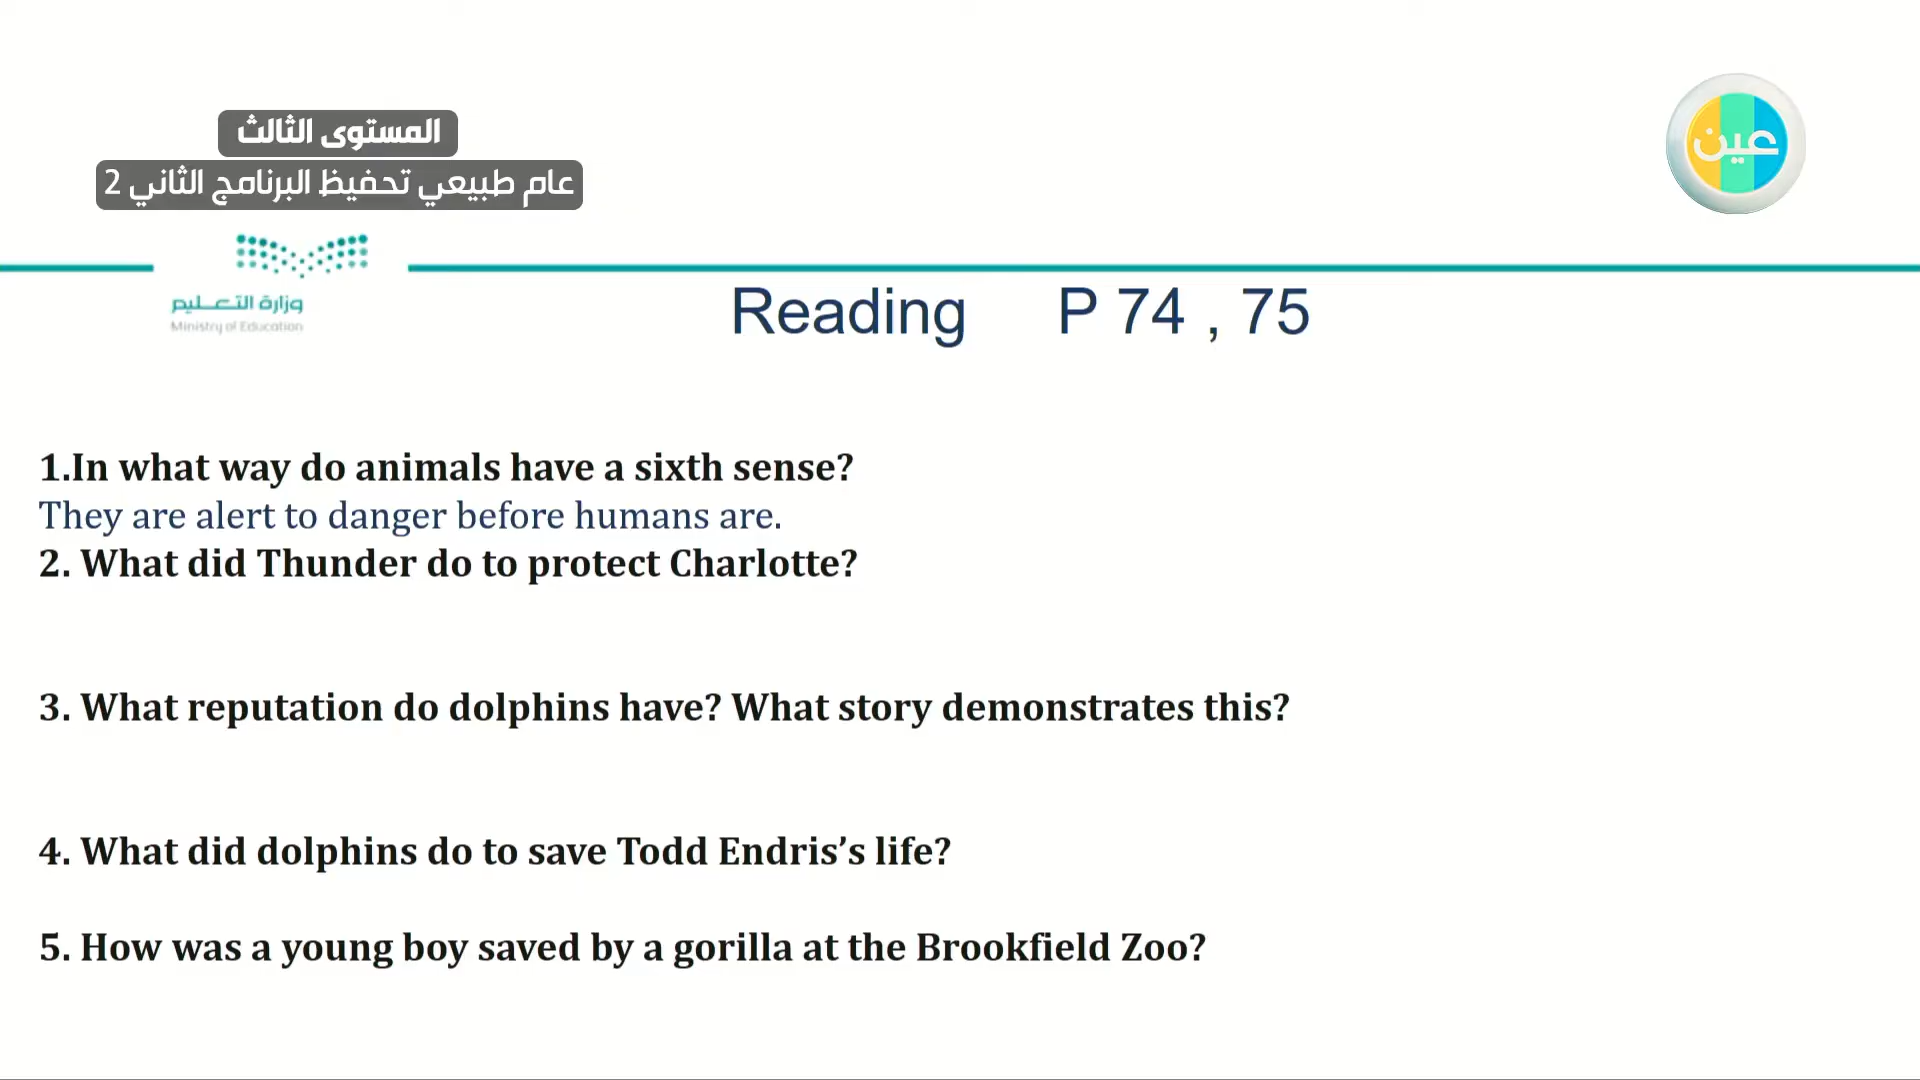 المستوى الثالث
عام طبيعي تحفيظ البرنامج الثاني 2
عين
وزارة التعليم
Ministry of Education
Reading P 74 , 75
1.In what way do animals have a sixth sense?
They are alert to danger before humans are.
2. What did Thunder do to protect Charlotte?
3. What reputation do dolphins have? What story demonstrates this?
4. What did dolphins do to save Todd Endris’s life?
5. How was a young boy saved by a gorilla at the Brookfield Zoo?